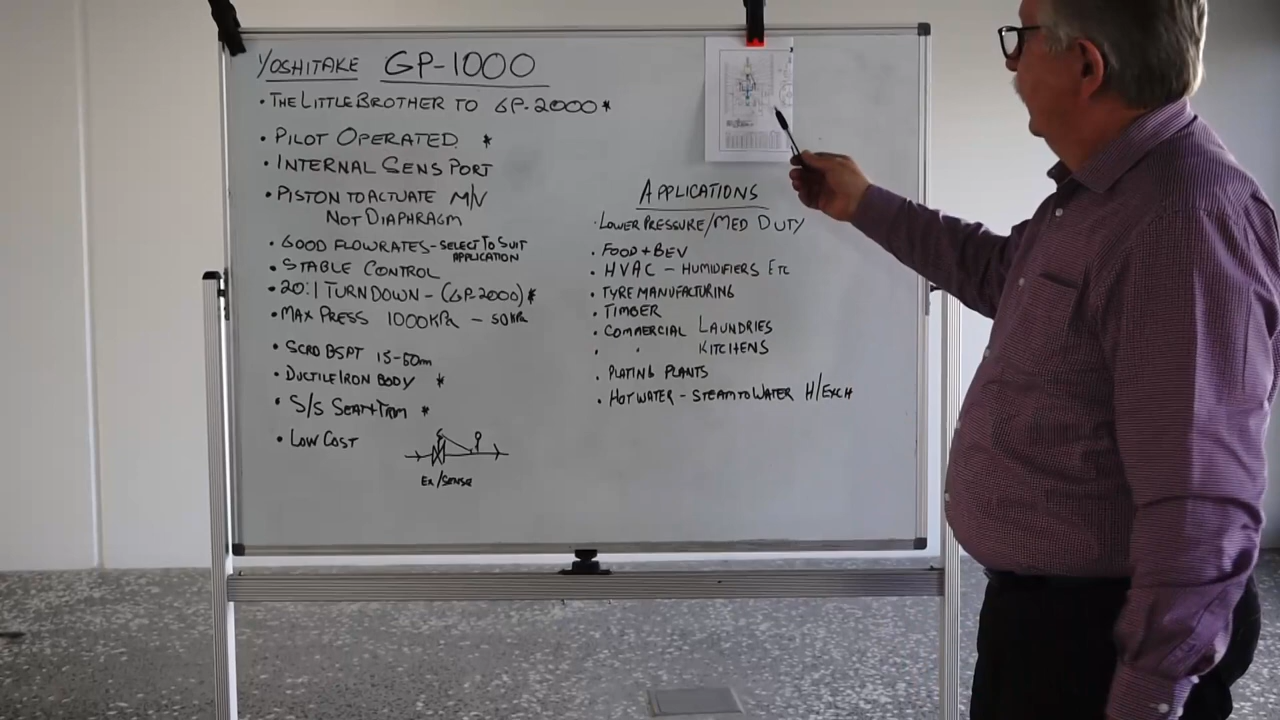 YOSHITAKE GP-1000
• THE LITTLE BROTHER TO GP-2000 *
• PILOT OPERATED *
• INTERNAL SENS PORT
• PISTON TO ACTUATE M/V
NOT DIAPARAGM
• GOOD FLOWRATES - SELECT TO SUIT
APPLICATION
• STABLE CONTROL
• 20:1 TURNDOWN - (GP-2000) *
• MAX PRESS 1000KPA - 50KPA
• SCRD BSPT 15-50mm
• DUCTILE IRON BODY *
• S/S SEAT+TRIM *
• LOW COST
EX/SENSE
APPLICATIONS
• LOWER PRESSURE/MED DUTY
• FOOD + BEV
• HVAC - HUMIDIFIERS ETC
• TYRE MANUFACTURING
• TIMBER
• COMMERCIAL LAUNDRIES
• " KITCHENS
• PLATING PLANTS
• HOT WATER - STEAM TO WATER H/EXCH